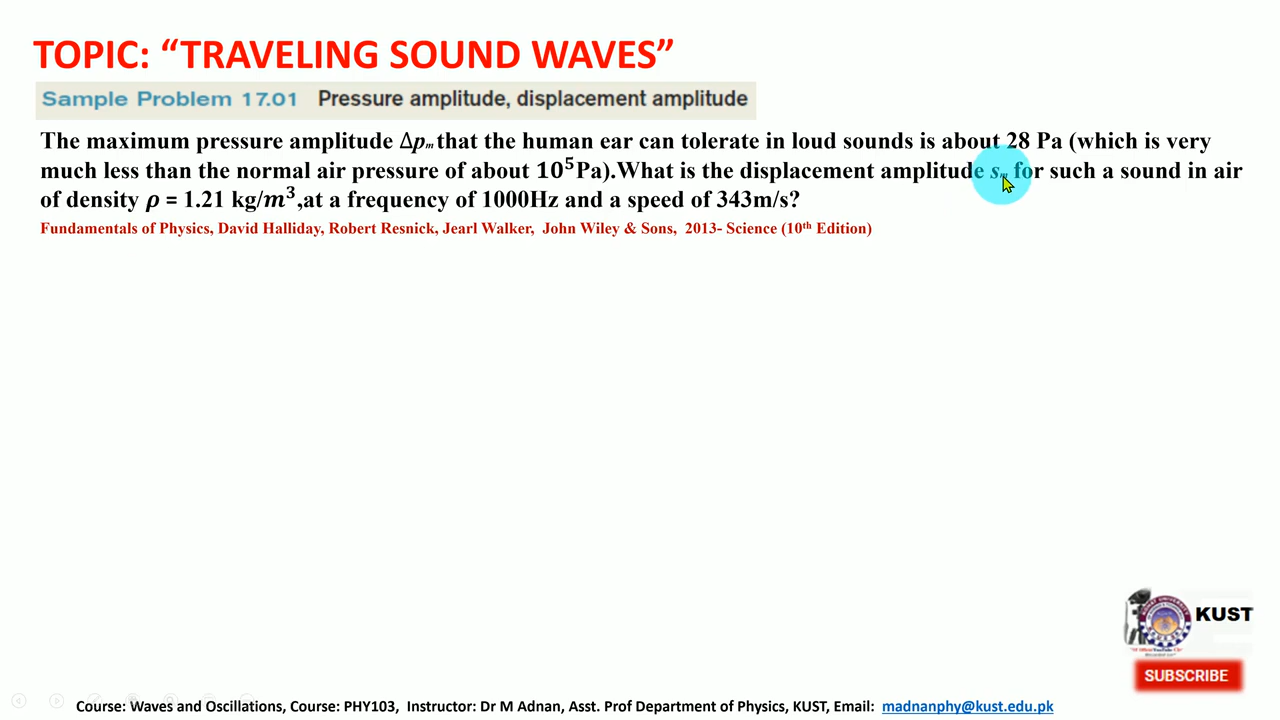 TOPIC: “TRAVELING SOUND WAVES”
Sample Problem 17.01 Pressure amplitude, displacement amplitude
The maximum pressure amplitude Δpₘ that the human ear can tolerate in loud sounds is about 28 Pa (which is very
much less than the normal air pressure of about 10⁵Pa).What is the displacement amplitude sₘ for such a sound in air
of density ρ = 1.21 kg/m³,at a frequency of 1000Hz and a speed of 343m/s?
Fundamentals of Physics, David Halliday, Robert Resnick, Jearl Walker, John Wiley & Sons, 2013- Science (10th Edition)
KUST
SUBSCRIBE
Course: Waves and Oscillations, Course: PHY103, Instructor: Dr M Adnan, Asst. Prof Department of Physics, KUST, Email: madnanphy@kust.edu.pk